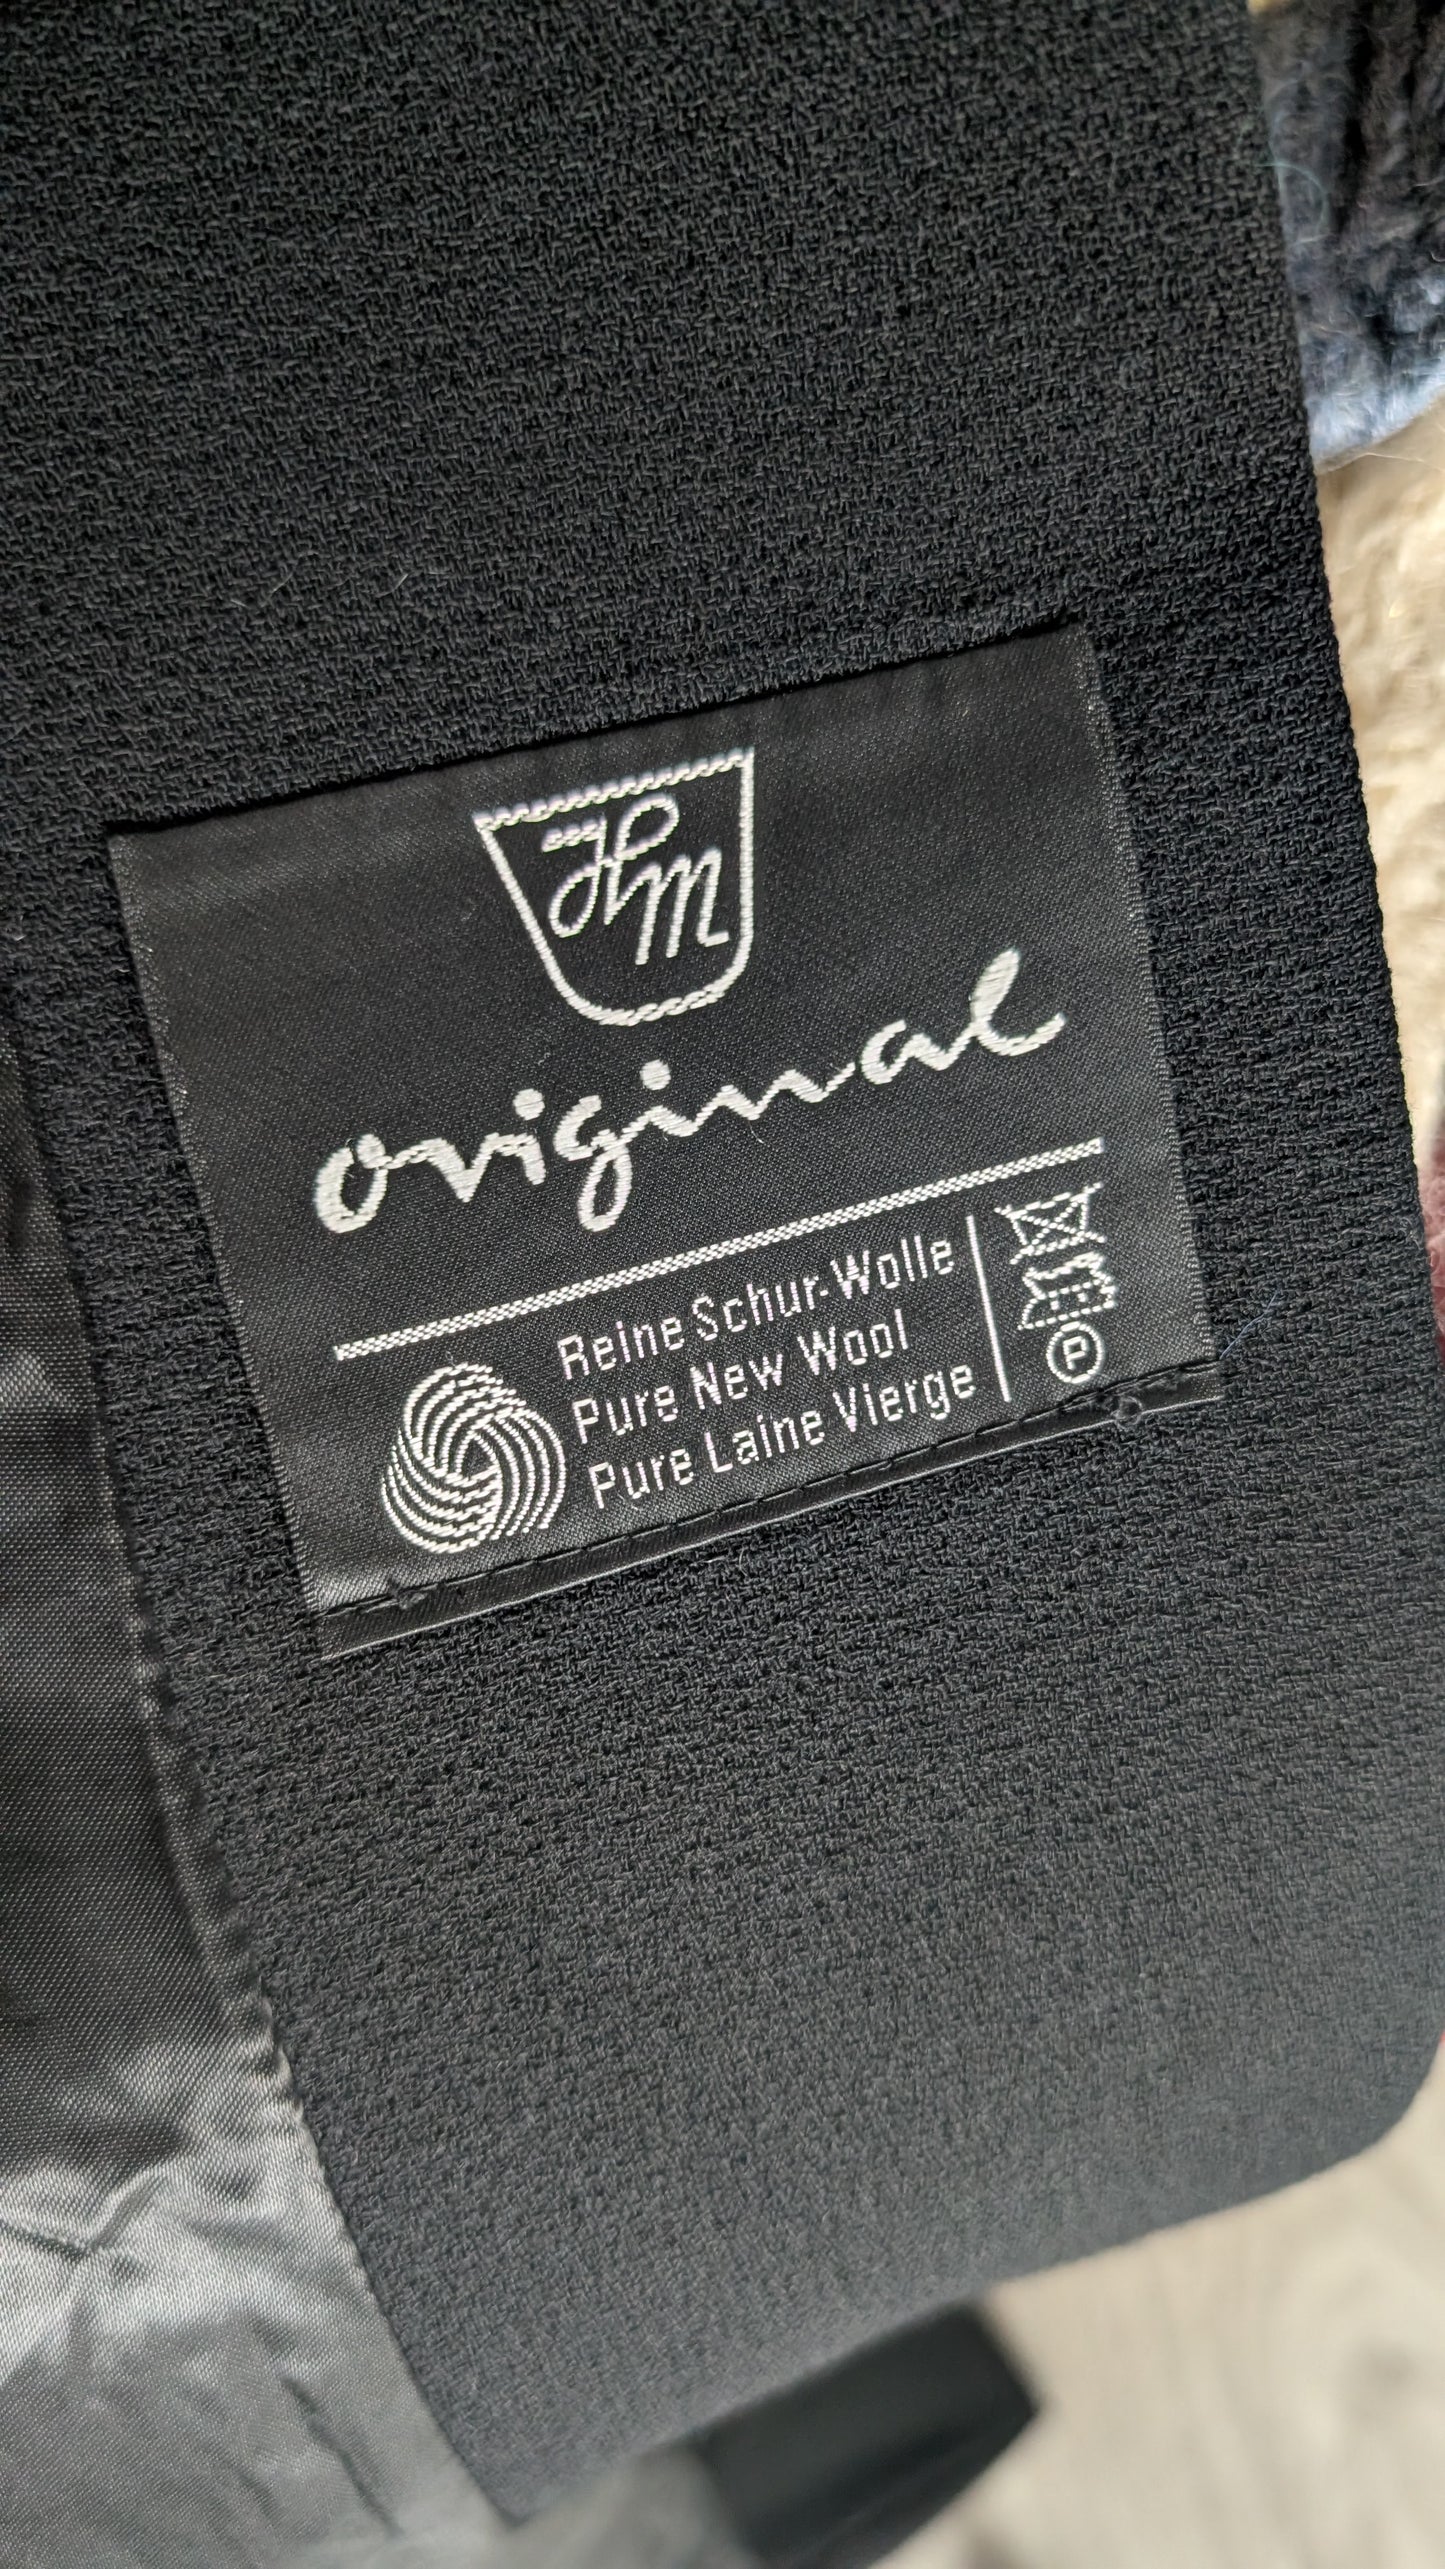 HM
original
Reine Schur-Wolle
Pure New Wool
Pure Laine Vierge
P